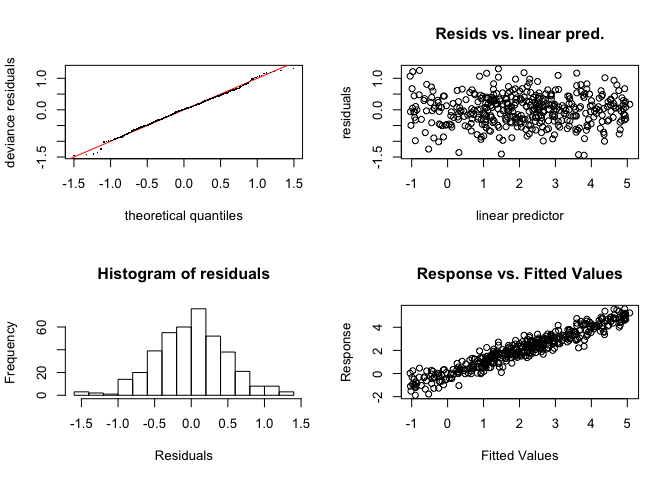 deviance residuals
-1.5 0.0 1.0
-1.5 -1.0 -0.5 0.0 0.5 1.0 1.5
theoretical quantiles
Resids vs. linear pred.
residuals
-1.5 0.0 1.0
-1 0 1 2 3 4 5
linear predictor
Histogram of residuals
Frequency
0 20 60
-1.5 -1.0 -0.5 0.0 0.5 1.0 1.5
Residuals
Response vs. Fitted Values
Response
-2 0 2 4
-1 0 1 2 3 4 5
Fitted Values